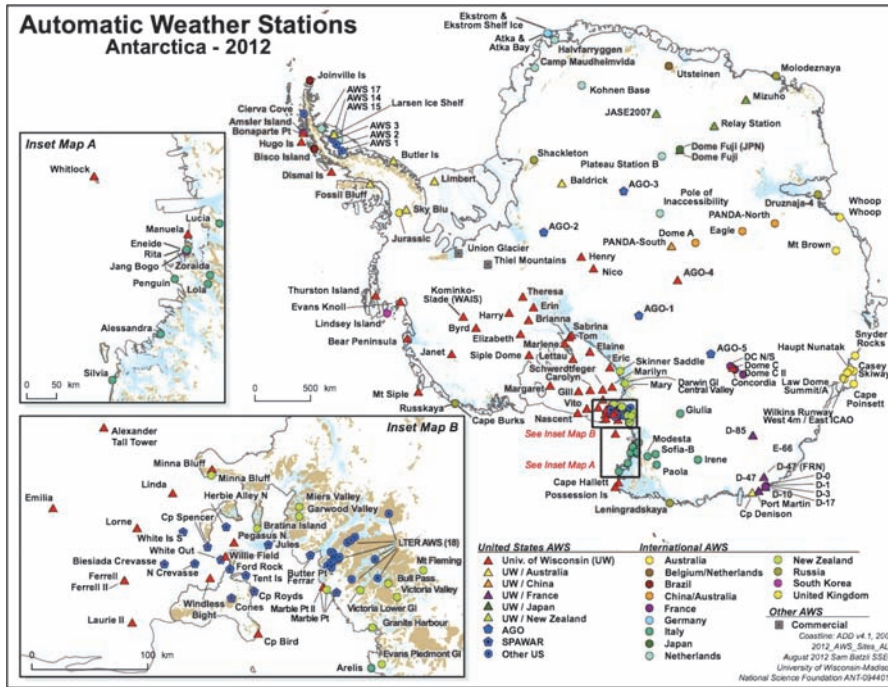 Automatic Weather Stations
Antarctica - 2012
Ekstrom &
Ekstrom Shelf Ice
Atka &
Atka Bay
Halvfarryggen
Camp Maudheimvida
Kohnen Base
Utsteinen
Molodeznaya
Mizuho
JASE2007
Relay Station
Dome Fuji (JPN)
Dome Fuji
Plateau Station B
Shackleton
Baldrick
AGO-3
Pole of
Inaccessibility
Druznaja-4
Whoop
Whoop
PANDA-North
Eagle
Dome A
PANDA-South
Mt Brown
Joinville Is
AWS 17
AWS 14
AWS 15
Larsen Ice Shelf
Cierva Cove
Amsler Island
Bonaparte Pt
Hugo Is
Bisco Island
AWS 3
AWS 2
AWS 1
Butler Is
Dismal Is
Limbert
Fossil Bluff
Sky Blu
Jurassic
AGO-2
Union Glacier
Thiel Mountains
Henry
Nico
AGO-4
AGO-1
Thurston Island
Evans Knoll
Lindsey Island
Bear Peninsula
Kominko-
Slade (WAIS)
Theresa
Erin
Harry
Brianna
Byrd
Elizabeth
Sabrina
Tom
Marlene
Janet
Siple Dome
Lettau
Elaine
Eric
Schwerdtfeger
Carolyn
Margaret
Gill
Vito
Nascent
Mt Siple
Russkaya
Cape Burks
AGO-5
Skinner Saddle
Marilyn
Mary
Darwin Gl
Central Valley
DC N/S
Dome C
Dome C II
Concordia
Snyder
Rocks
Haupt Nunatak
Casey
Skiway
Law Dome
Summit/A
Cape
Poinsett
Wilkins Runway
West 4m / East ICAO
Giulia
D-85
E-66
Modesta
Sofia-B
Irene
Paola
D-47 (FRN)
D-47
D-0
D-1
D-3
D-17
D-10
Port Martin
Cp Denison
Cape Hallett
Possession Is
Leningradskaya
See Inset Map B
See Inset Map A
0 500
km
Inset Map A
Whitlock
Lucia
Manuela
Eneide
Rita
Jang Bogo
Zoraida
Penguin
Lola
Alessandra
Silvia
0 50
km
Inset Map B
Alexander
Tall Tower
Minna Bluff
Minna Bluff
Linda
Herbie Alley N
Miers Valley
Garwood Valley
Emilia
Cp Spencer
Bratina Island
Lorne
Pegasus N
White Is S
Jules
LTER AWS (18)
White Out
Willie Field
Mt Fleming
Biesiada Crevasse
Ford Rock
Butter Pt
Ferrar
Bull Pass
Ferrell
N Crevasse
Tent Is
Victoria Valley
Ferrell II
Cp Royds
Marble Pt II
Windless
Bight
Cones
Marble Pt
Victoria Lower Gl
Laurie II
Granite Harbour
Cp Bird
Evans Piedmont Gl
Arelis
0 100
km
United States AWS
Univ. of Wisconsin (UW)
UW / Australia
UW / China
UW / France
UW / Japan
UW / New Zealand
AGO
SPAWAR
Other US
International AWS
Australia
Belgium/Netherlands
Brazil
China/Australia
France
Germany
Italy
Japan
Netherlands
New Zealand
Russia
South Korea
United Kingdom
Other AWS
Commercial
Coastline: ADD v4.1, 200
2012_AWS_Sites_AL
August 2012 Sam Batzli SSE
University of Wisconsin-Madiso
National Science Foundation ANT-094401